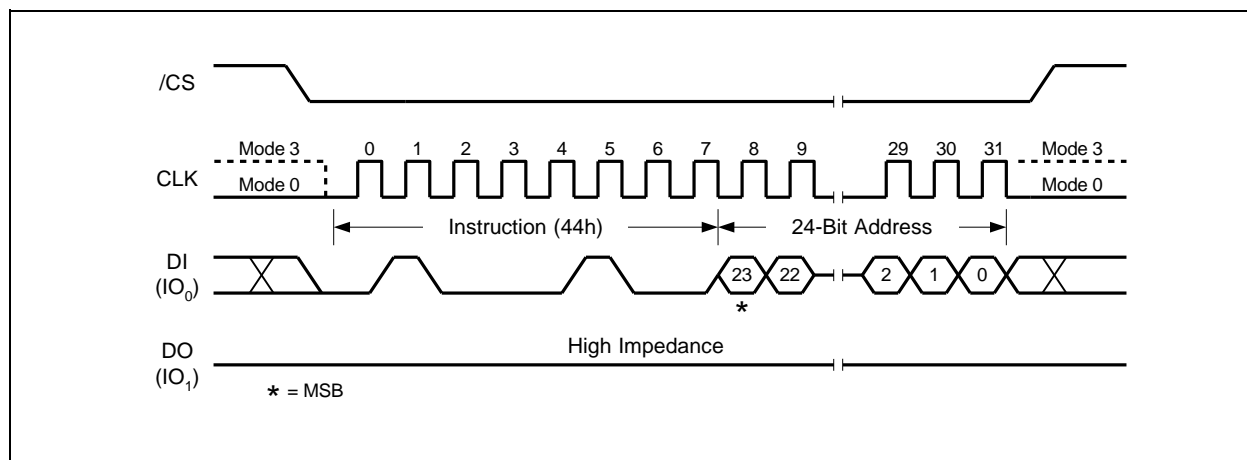 /CS
Mode 3
0 1 2 3 4 5 6 7 8 9 29 30 31
Mode 3
CLK
Mode 0
Mode 0
Instruction (44h)
24-Bit Address
DI
(IO₀)
23 22 2 1 0
*
High Impedance
DO
(IO₁)
* = MSB